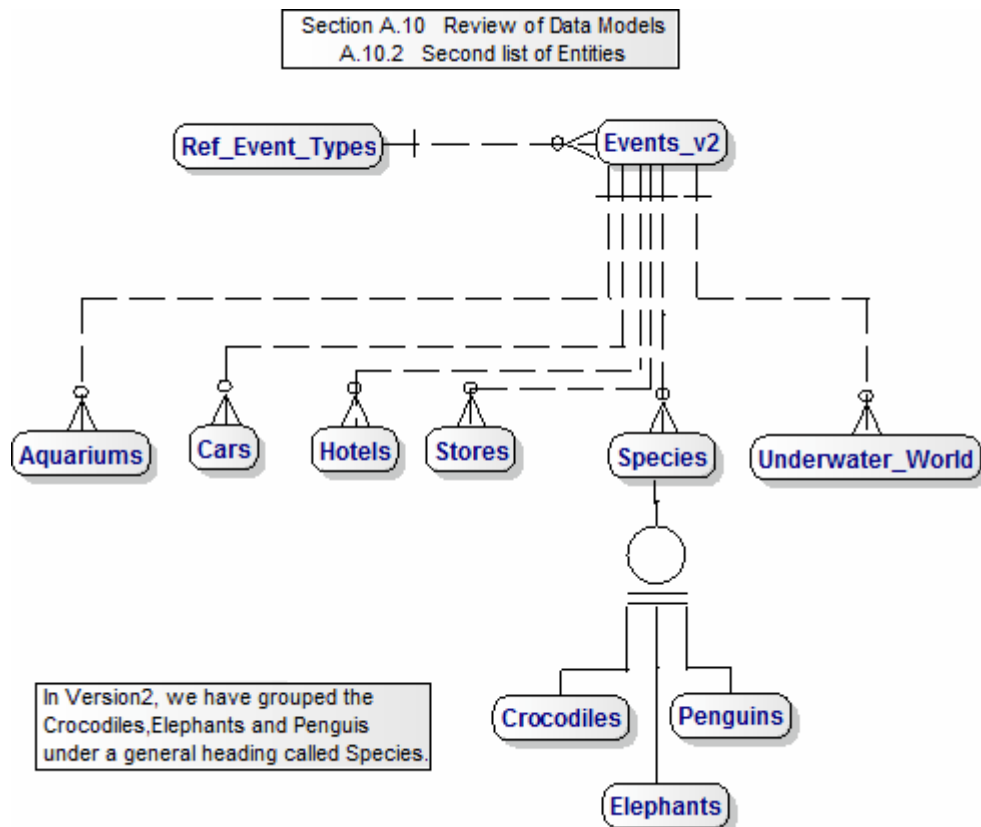 Section A.10 Review of Data Models
A.10.2 Second list of Entities
Ref_Event_Types
Events_v2
Aquariums
Cars
Hotels
Stores
Species
Underwater_World
Crocodiles
Penguins
Elephants
In Version2, we have grouped the
Crocodiles,Elephants and Penguis
under a general heading called Species.